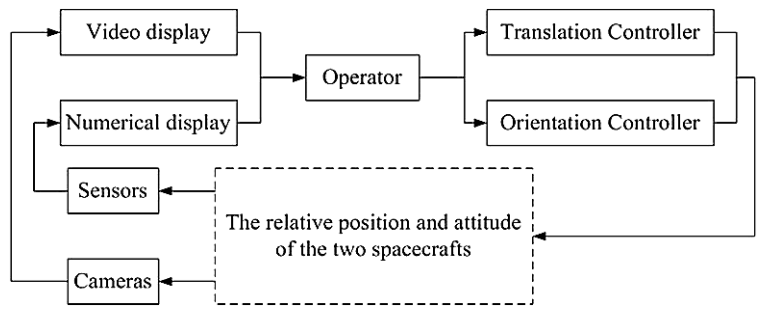 Video display
Translation Controller
Operator
Numerical display
Orientation Controller
Sensors
The relative position and attitude
of the two spacecrafts
Cameras